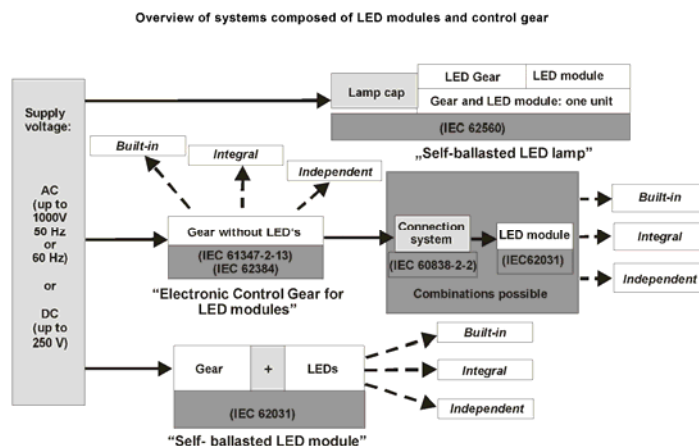 Overview of systems composed of LED modules and control gear
Supply
voltage:
AC
(up to
1000V
50 Hz
or
60 Hz)
or
DC
(up to
250 V)
Lamp cap
LED Gear
LED module
Gear and LED module: one unit
(IEC 62560)
„Self-ballasted LED lamp”
Built-in
Integral
Independent
Gear without LED‘s
(IEC 61347-2-13)
(IEC 62384)
“Electronic Control Gear for
LED modules”
Connection
system
(IEC 60838-2-2)
LED module
(IEC62031)
Combinations possible
Built-in
Integral
Independent
Gear
+
LEDs
(IEC 62031)
“Self- ballasted LED module”
Built-in
Integral
Independent